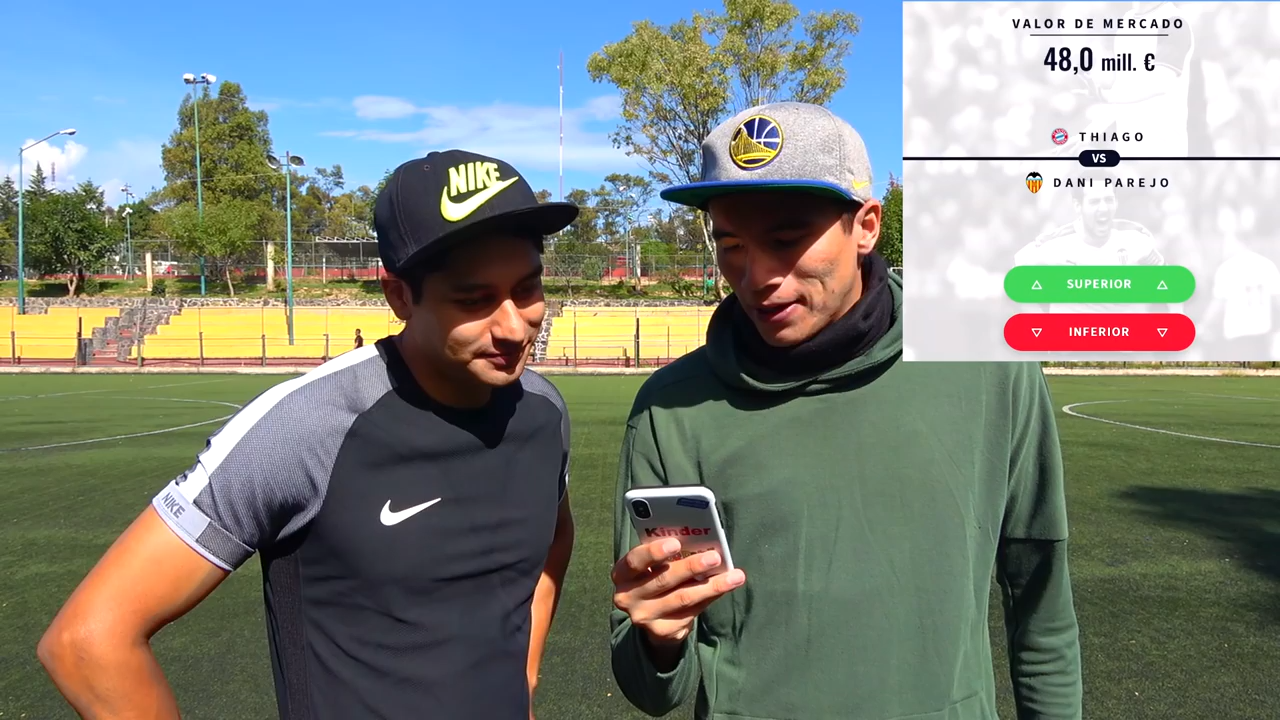 VALOR DE MERCADO
48,0 mill. €
THIAGO
VS
DANI PAREJO
SUPERIOR
INFERIOR
NIKE
NIKE
Kinder